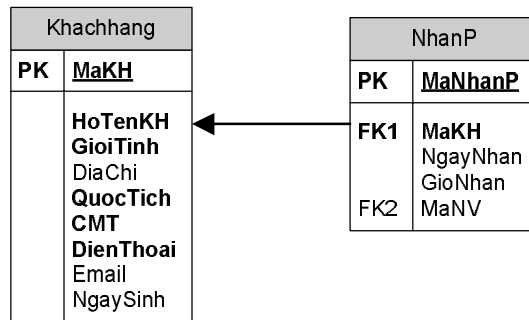 Khachhang
PK MaKH
HoTenKH
GioiTinh
DiaChi
QuocTich
CMT
DienThoai
Email
NgaySinh
NhanP
PK MaNhanP
FK1 MaKH
NgayNhan
GioNhan
FK2 MaNV